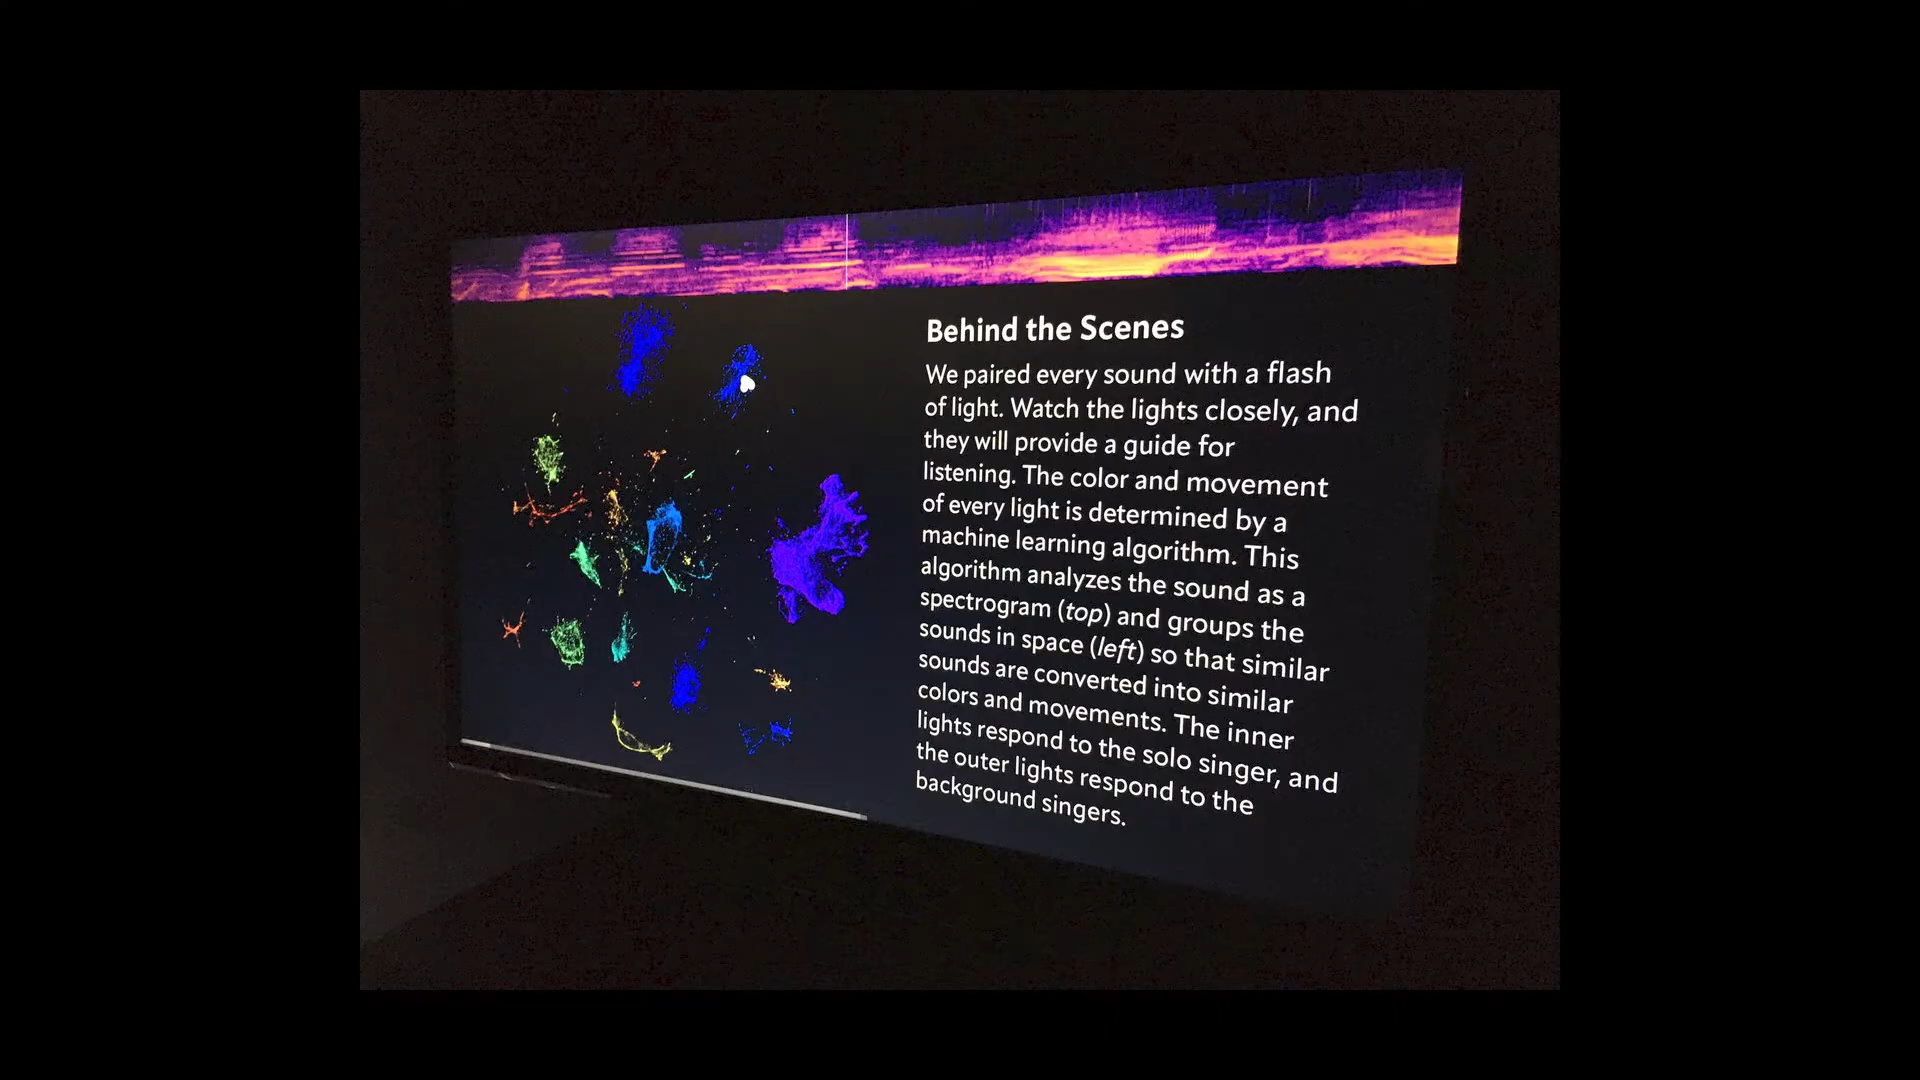 Behind the Scenes
We paired every sound with a flash
of light. Watch the lights closely, and
they will provide a guide for
listening. The color and movement
of every light is determined by a
machine learning algorithm. This
algorithm analyzes the sound as a
spectrogram (top) and groups the
sounds in space (left) so that similar
sounds are converted into similar
colors and movements. The inner
lights respond to the solo singer, and
the outer lights respond to the
background singers.